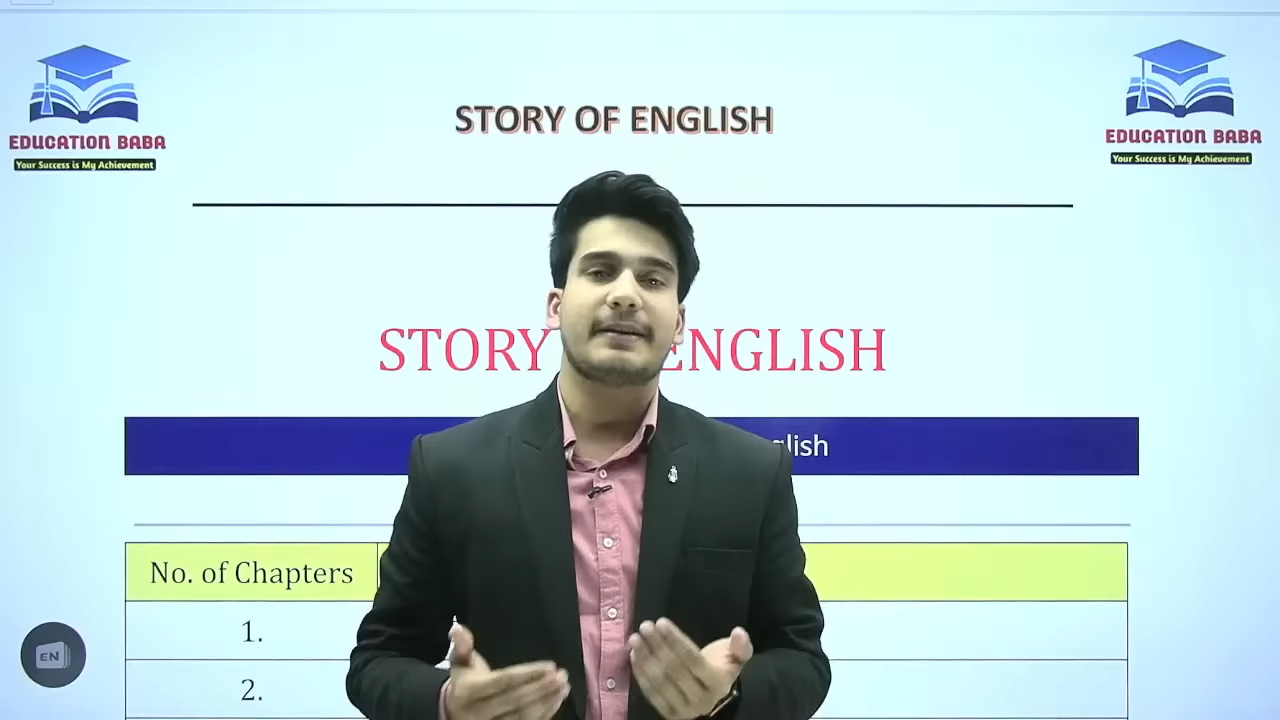 EDUCATION BABA
Your Success is My Achievement
STORY OF ENGLISH
EDUCATION BABA
Your Success is My Achievement
STORY ENGLISH
No. of Chapters
1.
2.
EN